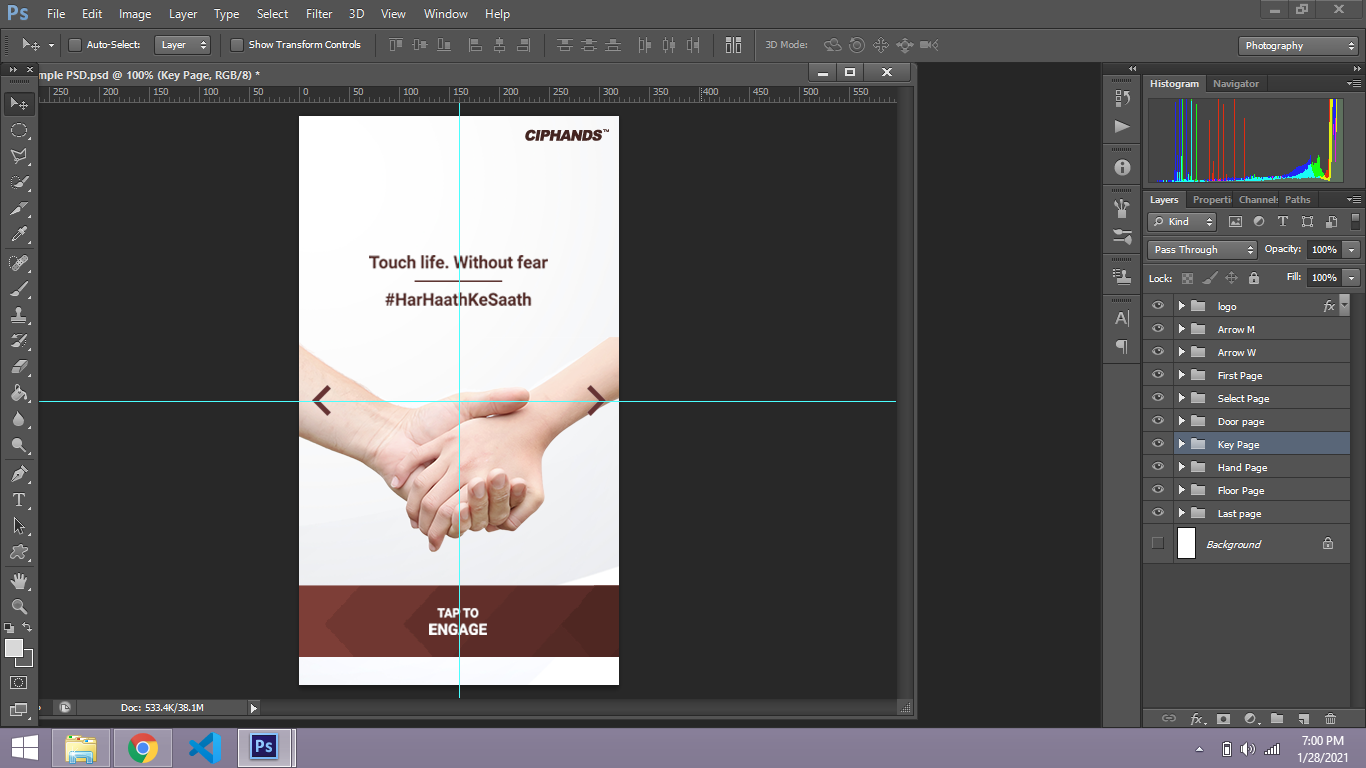 Ps File Edit Image Layer Type Select Filter 3D View Window Help
Auto-Select: Layer Show Transform Controls 3D Mode: Photography
mple PSD.psd @ 100% (Key Page, RGB/8) *
250 200 150 100 50 0 50 100 150 200 250 300 350 400 450 500 550
CIPHANDS™
Touch life. Without fear
#HarHaathKeSaath
TAP TO
ENGAGE
Doc: 533.4K/38.1M
Histogram Navigator
Layers Properti Channels Paths
Kind
Pass Through Opacity: 100%
Lock: Fill: 100%
logo fx
Arrow M
Arrow W
First Page
Select Page
Door page
Key Page
Hand Page
Floor Page
Last page
Background
fx
Ps
7:00 PM
1/28/2021